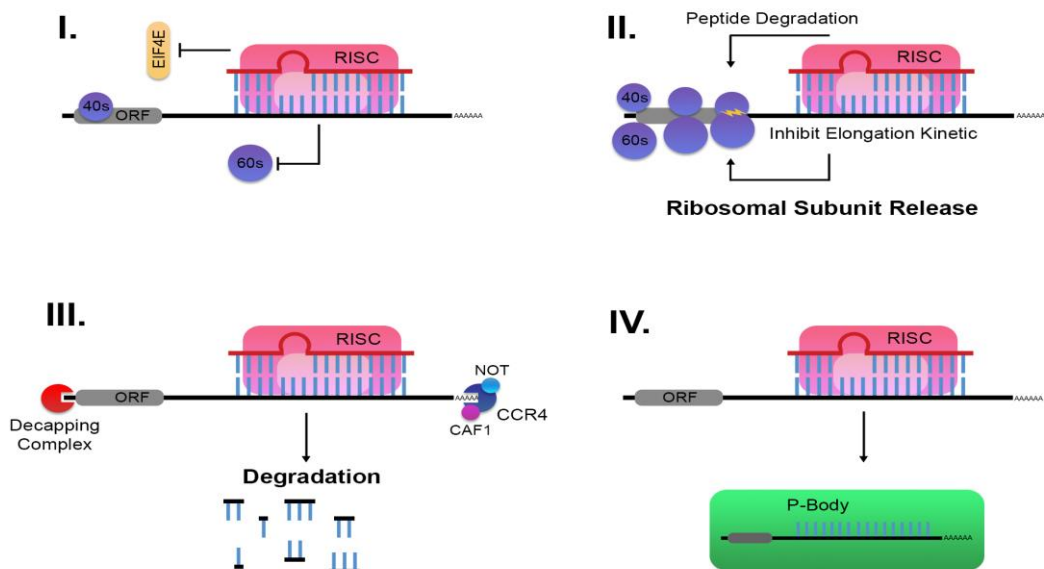 I.
EIF4E
RISC
40s
ORF
AAAAAA
60s
II.
Peptide Degradation
RISC
40s
60s
AAAAAA
Inhibit Elongation Kinetic
Ribosomal Subunit Release
III.
RISC
ORF
AAAAA
NOT
CCR4
CAF1
Decapping
Complex
Degradation
IV.
RISC
ORF
AAAAAA
P-Body
AAAAAA